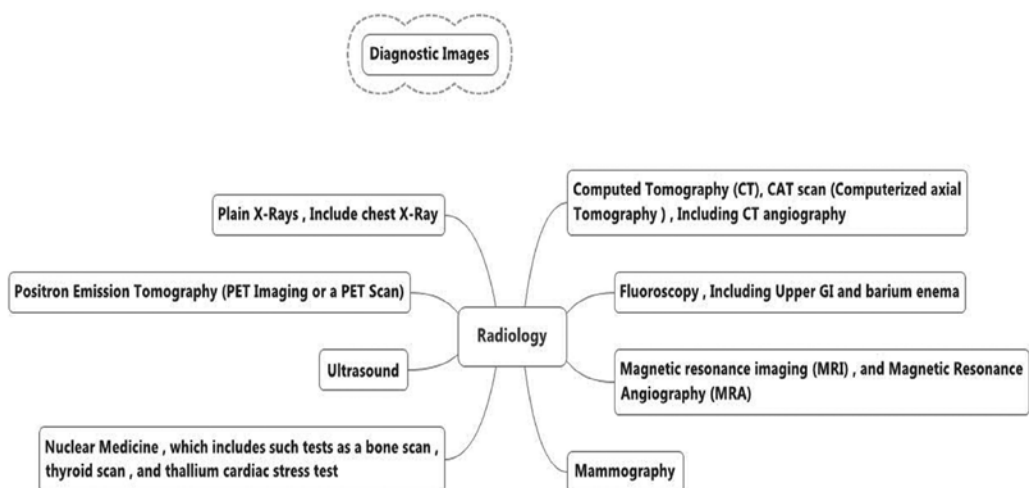 Diagnostic Images
Plain X-Rays , Include chest X-Ray
Computed Tomography (CT), CAT scan (Computerized axial
Tomography ) , Including CT angiography
Positron Emission Tomography (PET Imaging or a PET Scan)
Fluoroscopy , Including Upper GI and barium enema
Radiology
Ultrasound
Magnetic resonance imaging (MRI) , and Magnetic Resonance
Angiography (MRA)
Nuclear Medicine , which includes such tests as a bone scan ,
thyroid scan , and thallium cardiac stress test
Mammography